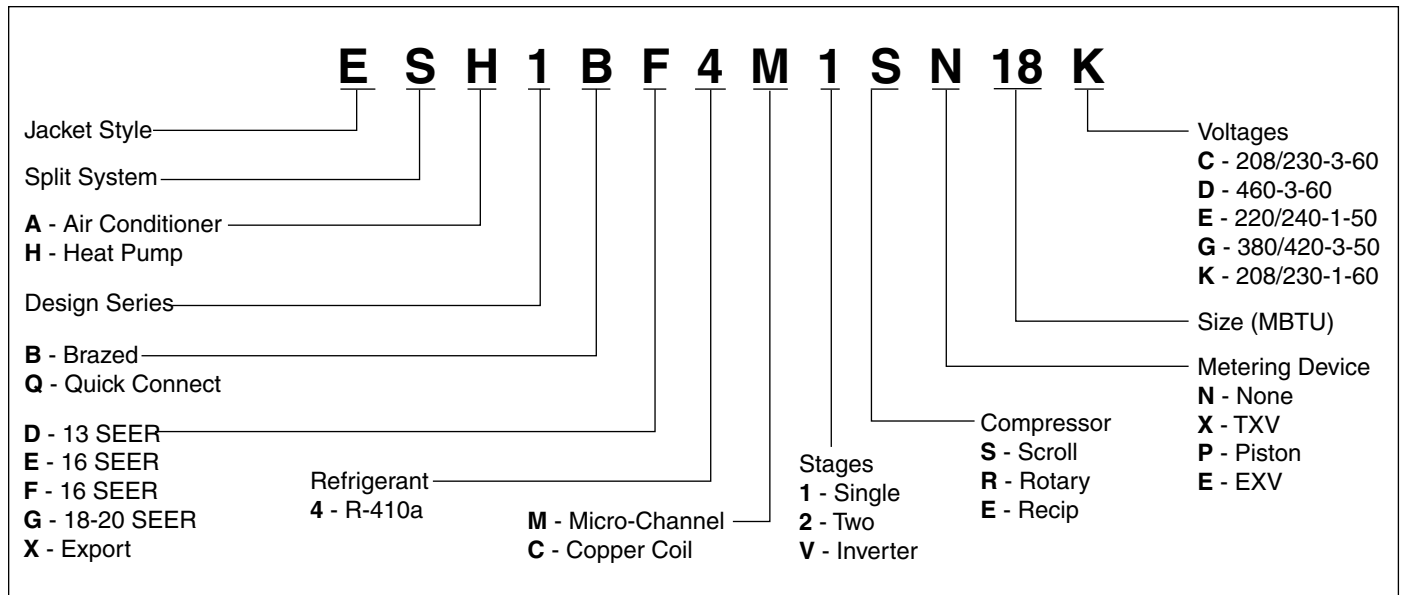 E S H 1 B F 4 M 1 S N 18 K
Jacket Style
Split System
A - Air Conditioner
H - Heat Pump
Design Series
B - Brazed
Q - Quick Connect
D - 13 SEER
E - 16 SEER
F - 16 SEER
G - 18-20 SEER
X - Export
Refrigerant
4 - R-410a
M - Micro-Channel
C - Copper Coil
Stages
1 - Single
2 - Two
V - Inverter
Compressor
S - Scroll
R - Rotary
E - Recip
Voltages
C - 208/230-3-60
D - 460-3-60
E - 220/240-1-50
G - 380/420-3-50
K - 208/230-1-60
Size (MBTU)
Metering Device
N - None
X - TXV
P - Piston
E - EXV